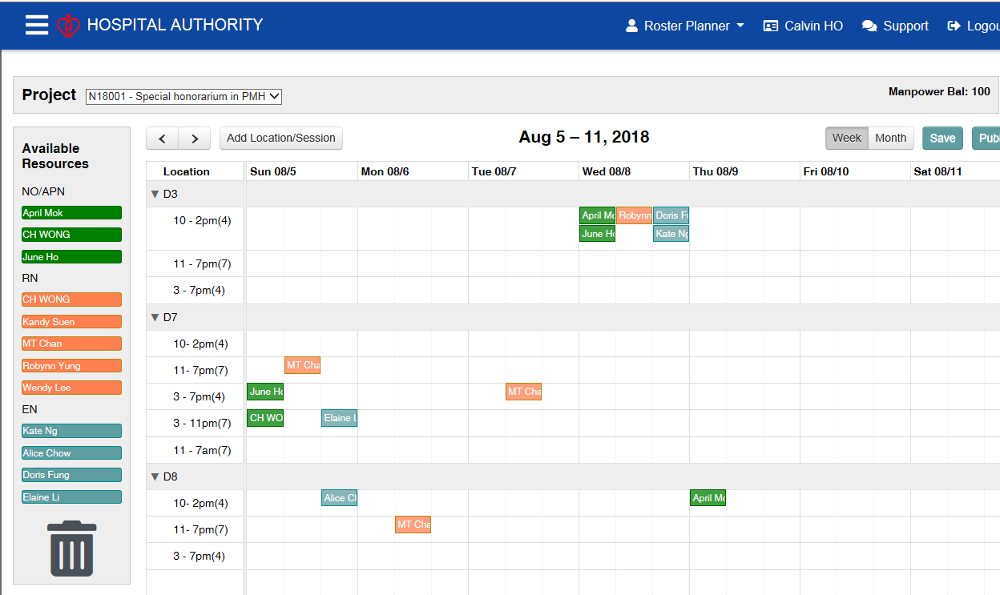 HOSPITAL AUTHORITY
Roster Planner
Calvin HO
Support
Logou
Project
N18001 - Special honorarium in PMH
Manpower Bal: 100
Available
Resources
NO/APN
April Mok
CH WONG
June Ho
RN
CH WONG
Kandy Suen
MT Chan
Robynn Yung
Wendy Lee
EN
Kate Ng
Alice Chow
Doris Fung
Elaine Li
Add Location/Session
Aug 5 – 11, 2018
Week
Month
Save
Publ
Location Sun 08/5 Mon 08/6 Tue 08/7 Wed 08/8 Thu 08/9 Fri 08/10 Sat 08/11
D3
10 - 2pm(4) April Mo Robynn Doris Fu
June Ho Kate Ng
11 - 7pm(7)
3 - 7pm(4)
D7
10- 2pm(4)
11- 7pm(7) MT Cha
3 - 7pm(4) June Ho MT Cha
3 - 11pm(7) CH WO Elaine L
11 - 7am(7)
D8
10- 2pm(4) Alice Ch April Mo
11- 7pm(7) MT Cha
3 - 7pm(4)